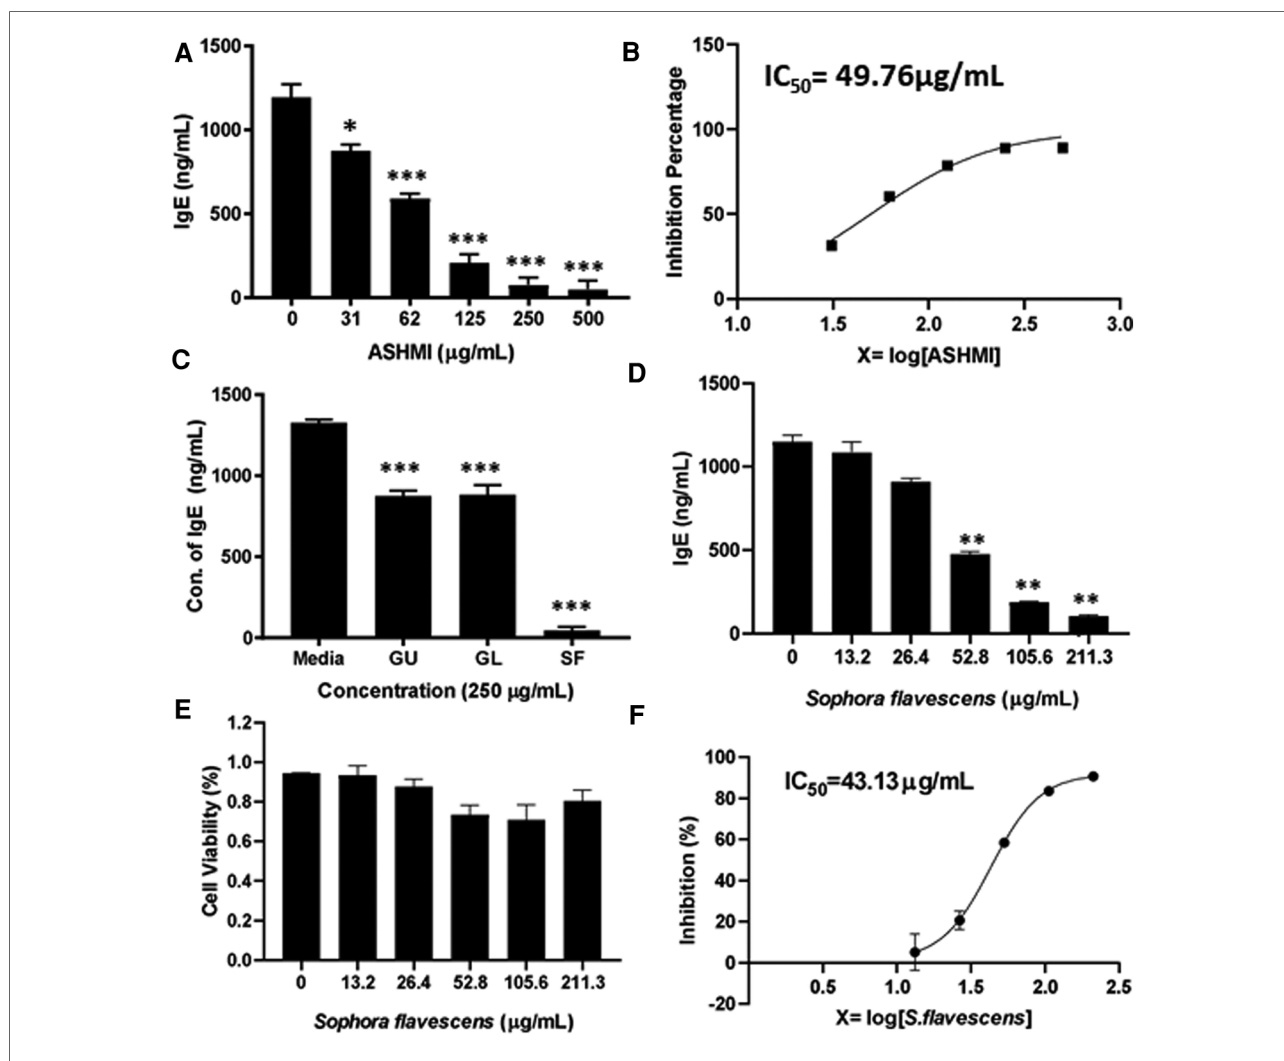 A
1500
1000
500
0
IgE (ng/mL)
*
***
***
***
***
0 31 62 125 250 500
ASHMI (μg/mL)
B
150
100
50
0
Inhibition Percentage
IC50= 49.76μg/mL
1.0 1.5 2.0 2.5 3.0
X= log[ASHMI]
C
1500
1000
500
0
Con. of IgE (ng/mL)
***
***
***
Media GU GL SF
Concentration (250 μg/mL)
D
1500
1000
500
0
IgE (ng/mL)
**
**
**
0 13.2 26.4 52.8 105.6 211.3
Sophora flavescens (μg/mL)
E
1.2
1.0
0.8
0.6
0.4
0.2
0.0
Cell Viability (%)
0 13.2 26.4 52.8 105.6 211.3
Sophora flavescens (μg/mL)
F
100
80
60
40
20
0
-20
Inhibition (%)
IC50=43.13μg/mL
0.5 1.0 1.5 2.0 2.5
X= log[S.flavescens]